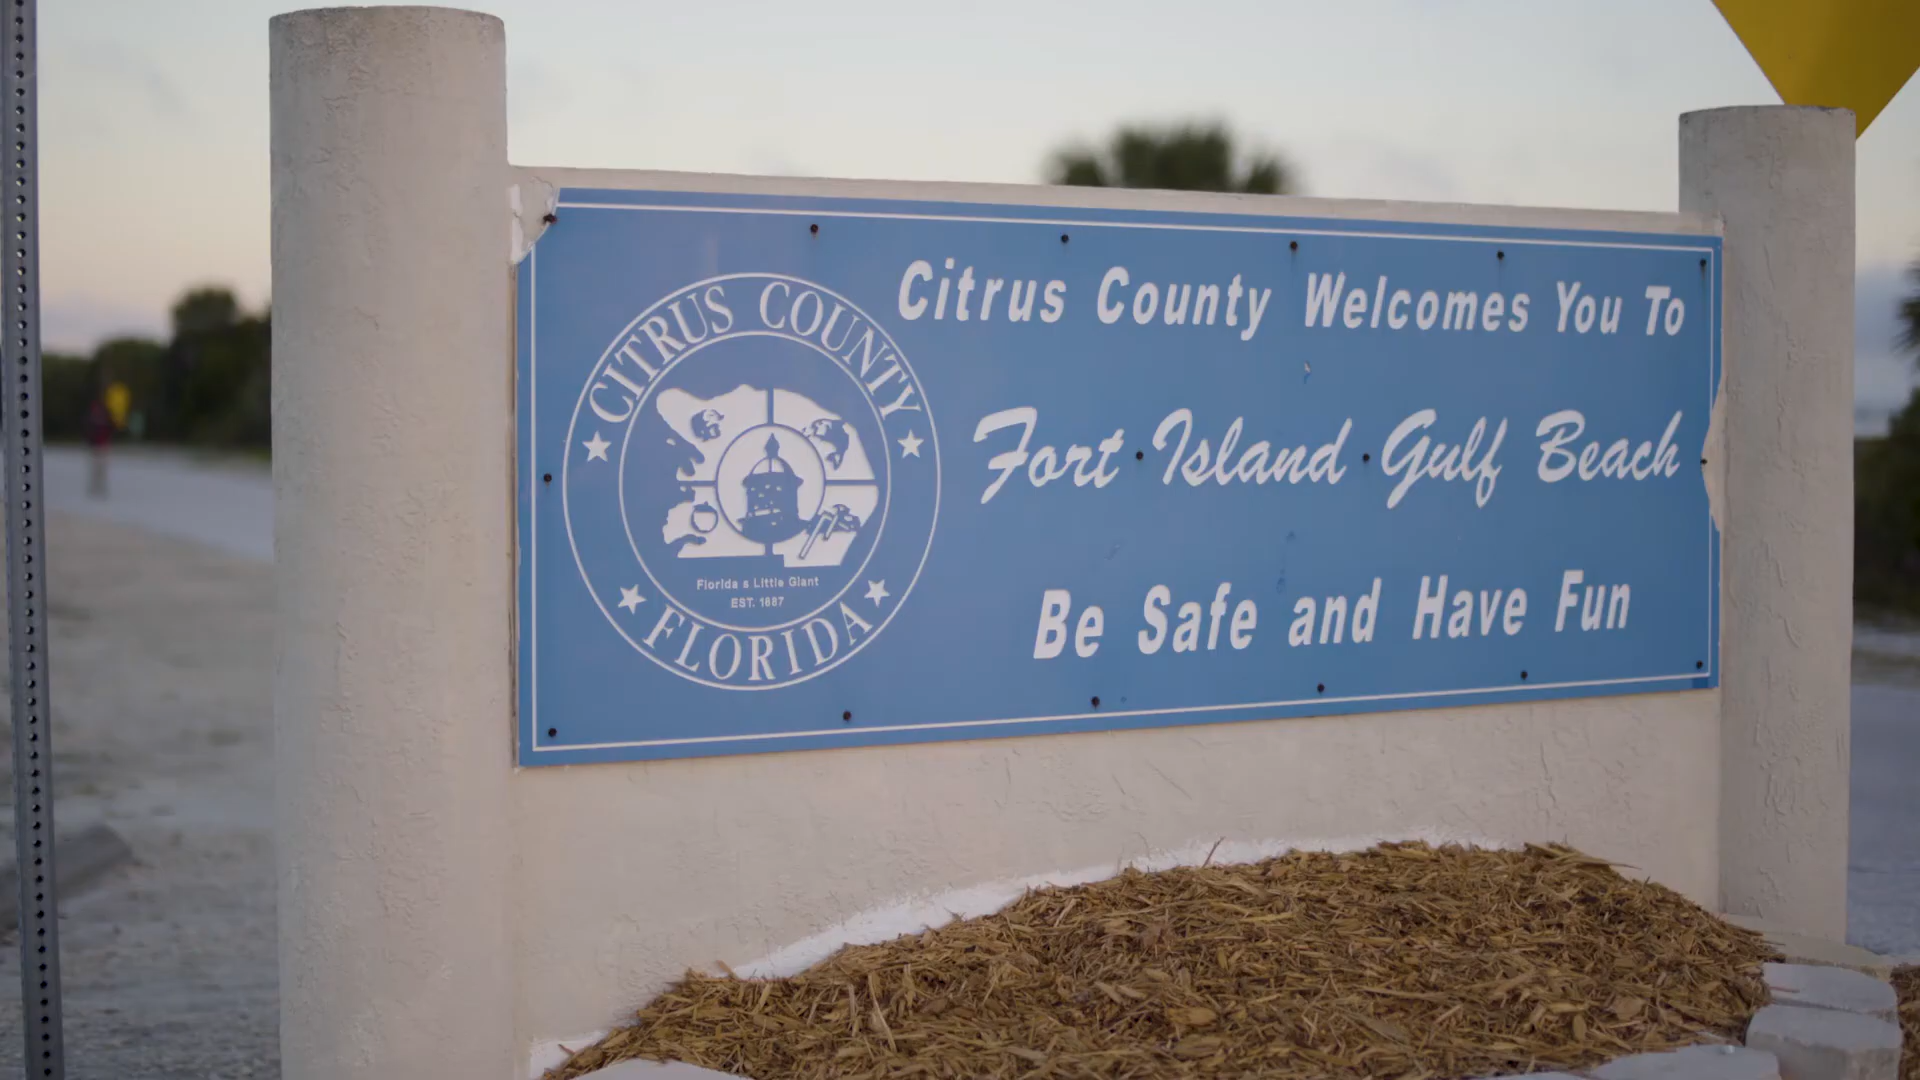 CITRUS COUNTY
Florida s Little Giant
EST. 1887
FLORIDA
Citrus County Welcomes You To
Fort Island Gulf Beach
Be Safe and Have Fun